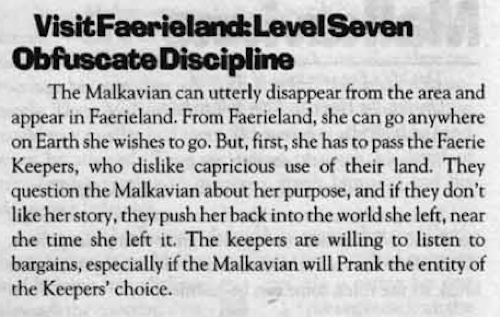 Visit Faerieland: Level Seven
Obfuscate Discipline
The Malkavian can utterly disappear from the area and
appear in Faerieland. From Faerieland, she can go anywhere
on Earth she wishes to go. But, first, she has to pass the Faerie
Keepers, who dislike capricious use of their land. They
question the Malkavian about her purpose, and if they don't
like her story, they push her back into the world she left, near
the time she left it. The keepers are willing to listen to
bargains, especially if the Malkavian will Prank the entity of
the Keepers' choice.